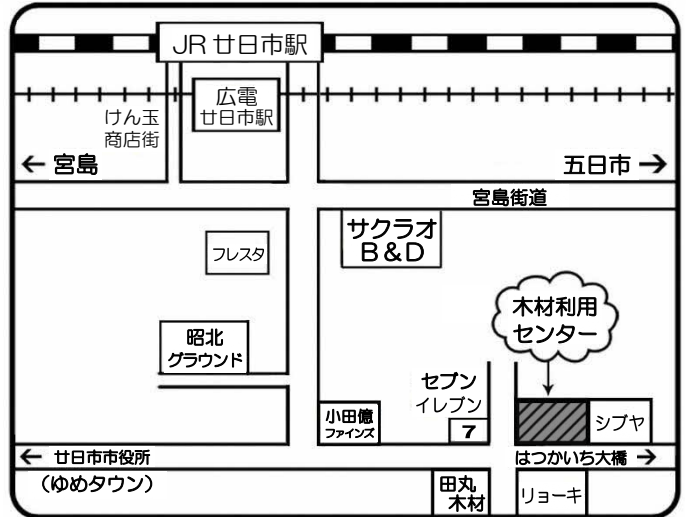 JR 廿日市駅
広電
廿日市駅
けん玉
商店街
← 宮島
五日市 →
宮島街道
サクラオ
B&D
フレスタ
木材利用
センター
昭北
グラウンド
セブン
イレブン
7
小田億
ファインズ
シブヤ
← 廿日市市役所
はつかいち大橋 →
(ゆめタウン)
田丸
木材
リョーキ